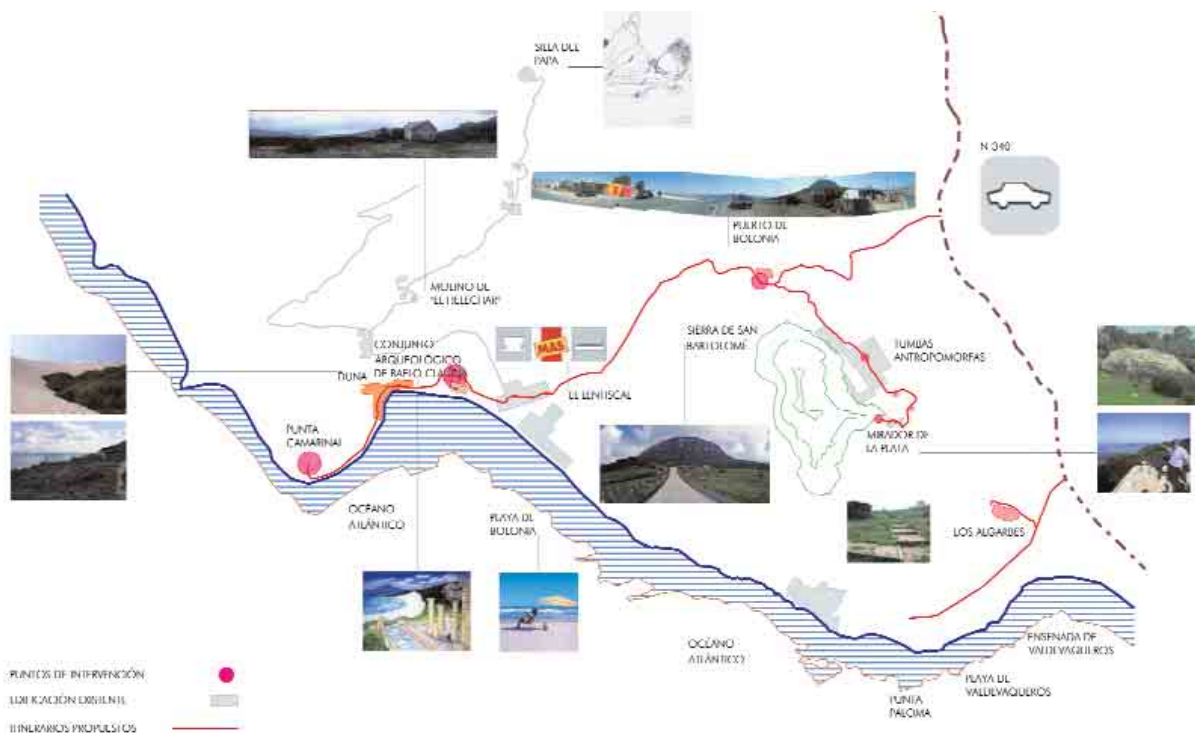 SILLA DEL
PAPA
N 340
PUERTO DE
BOLONIA
MOLINO DE
"EL HELECHAR"
CONJUNTO
ARQUEOLÓGICO
DE BAELO CLAUDIA
MAS
SIERRA DE SAN
BARTOLOMÉ
TUMBAS
ANTROPOMORFAS
DUNA
EL LENTISCAL
PUNTA
CAMARINAL
MIRADOR DE
LA PLATA
OCÉANO
ATLÁNTICO
PLAYA DE
BOLONIA
LOS ALGARBES
OCÉANO
ATLÁNTICO
ENSENADA DE
VALDEVAQUEROS
PLAYA DE
VALDEVAQUEROS
PUNTA
PALOMA
PUNTOS DE INTERVENCIÓN
EDIFICACIÓN EXISTENTE
ITINERARIOS PROPUESTOS